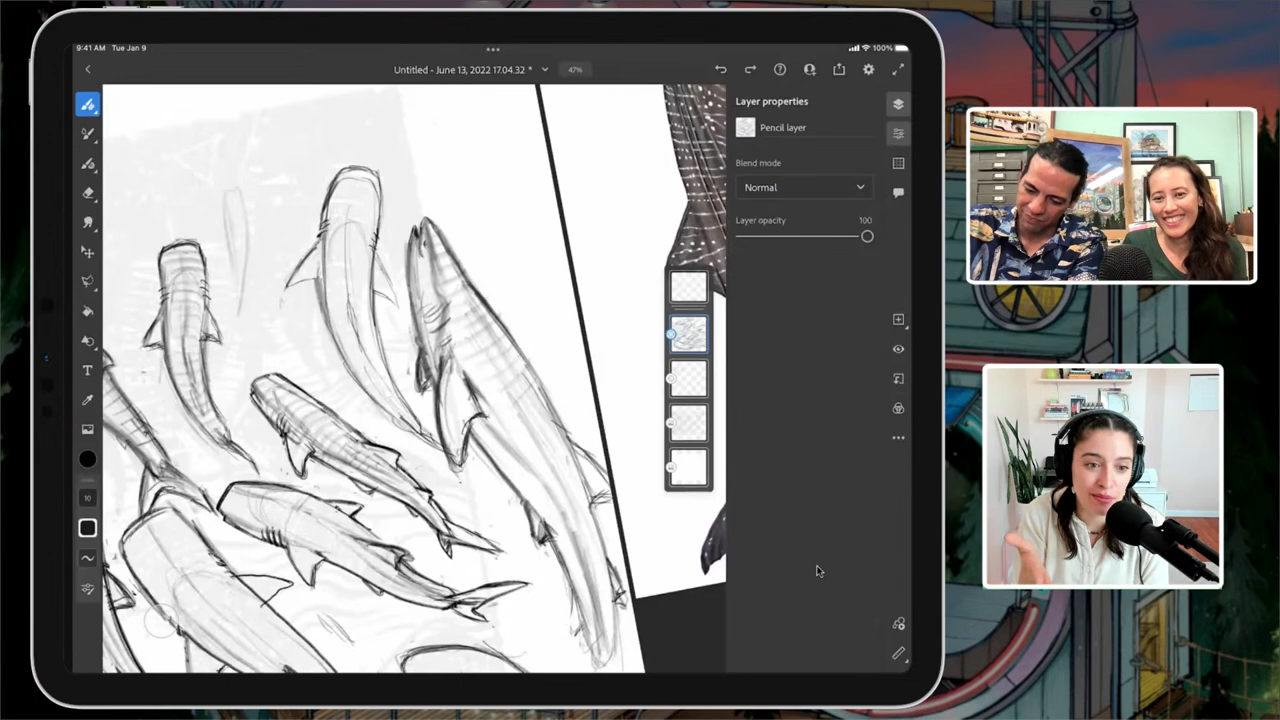 9:41 AM Tue Jan 9
100%
Untitled - June 13, 2022 17.04.32 *
47%
Layer properties
Pencil layer
Blend mode
Normal
Layer opacity 100
T
10